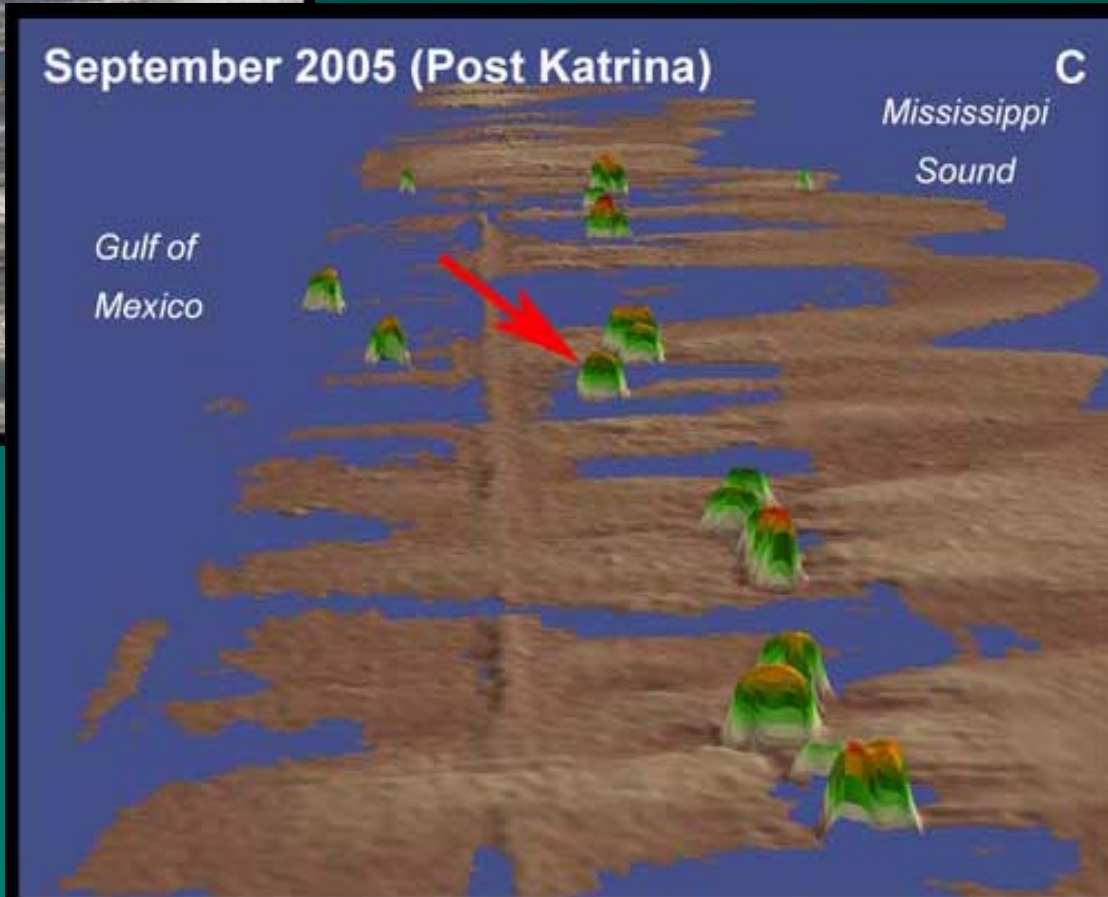 September 2005 (Post Katrina)
C
Mississippi
Sound
Gulf of
Mexico